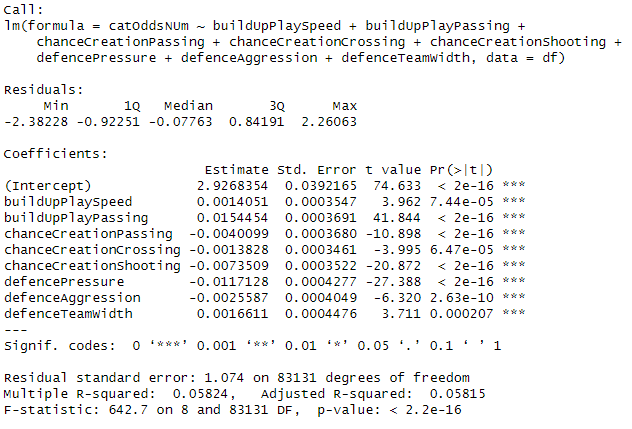 Call:
lm(formula = catOddsNUm ~ buildUpPlaySpeed + buildUpPlayPassing +
    chanceCreationPassing + chanceCreationCrossing + chanceCreationShooting +
    defencePressure + defenceAggression + defenceTeamWidth, data = df)
Residuals:
     Min       1Q   Median       3Q      Max
-2.38228 -0.92251 -0.07763  0.84191  2.26063
Coefficients:
                         Estimate Std. Error t value Pr(>|t|)
(Intercept)             2.9268354  0.0392165  74.633  < 2e-16 ***
buildUpPlaySpeed        0.0014051  0.0003547   3.962 7.44e-05 ***
buildUpPlayPassing      0.0154454  0.0003691  41.844  < 2e-16 ***
chanceCreationPassing  -0.0040099  0.0003680 -10.898  < 2e-16 ***
chanceCreationCrossing -0.0013828  0.0003461  -3.995 6.47e-05 ***
chanceCreationShooting -0.0073509  0.0003522 -20.872  < 2e-16 ***
defencePressure        -0.0117128  0.0004277 -27.388  < 2e-16 ***
defenceAggression      -0.0025587  0.0004049  -6.320 2.63e-10 ***
defenceTeamWidth        0.0016611  0.0004476   3.711 0.000207 ***
---
Signif. codes:  0 ‘***’ 0.001 ‘**’ 0.01 ‘*’ 0.05 ‘.’ 0.1 ‘ ’ 1
Residual standard error: 1.074 on 83131 degrees of freedom
Multiple R-squared:  0.05824,	Adjusted R-squared:  0.05815
F-statistic: 642.7 on 8 and 83131 DF,  p-value: < 2.2e-16